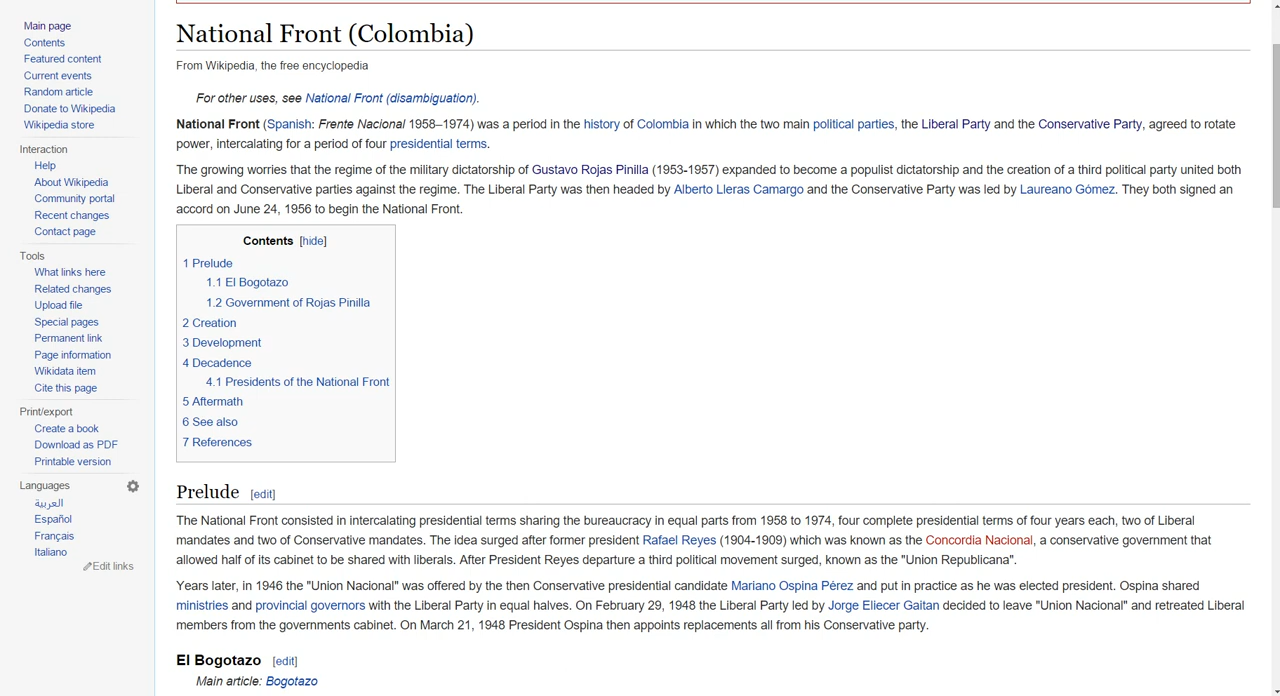 Main page
Contents
Featured content
Current events
Random article
Donate to Wikipedia
Wikipedia store
Interaction
Help
About Wikipedia
Community portal
Recent changes
Contact page
Tools
What links here
Related changes
Upload file
Special pages
Permanent link
Page information
Wikidata item
Cite this page
Print/export
Create a book
Download as PDF
Printable version
Languages
العربية
Español
Français
Italiano
Edit links
National Front (Colombia)
From Wikipedia, the free encyclopedia
For other uses, see National Front (disambiguation).
National Front (Spanish: Frente Nacional 1958–1974) was a period in the history of Colombia in which the two main political parties, the Liberal Party and the Conservative Party, agreed to rotate
power, intercalating for a period of four presidential terms.
The growing worries that the regime of the military dictatorship of Gustavo Rojas Pinilla (1953-1957) expanded to become a populist dictatorship and the creation of a third political party united both
Liberal and Conservative parties against the regime. The Liberal Party was then headed by Alberto Lleras Camargo and the Conservative Party was led by Laureano Gómez. They both signed an
accord on June 24, 1956 to begin the National Front.
Contents [hide]
1 Prelude
1.1 El Bogotazo
1.2 Government of Rojas Pinilla
2 Creation
3 Development
4 Decadence
4.1 Presidents of the National Front
5 Aftermath
6 See also
7 References
Prelude [edit]
The National Front consisted in intercalating presidential terms sharing the bureaucracy in equal parts from 1958 to 1974, four complete presidential terms of four years each, two of Liberal
mandates and two of Conservative mandates. The idea surged after former president Rafael Reyes (1904-1909) which was known as the Concordia Nacional, a conservative government that
allowed half of its cabinet to be shared with liberals. After President Reyes departure a third political movement surged, known as the "Union Republicana".
Years later, in 1946 the "Union Nacional" was offered by the then Conservative presidential candidate Mariano Ospina Pérez and put in practice as he was elected president. Ospina shared
ministries and provincial governors with the Liberal Party in equal halves. On February 29, 1948 the Liberal Party led by Jorge Eliecer Gaitan decided to leave "Union Nacional" and retreated Liberal
members from the governments cabinet. On March 21, 1948 President Ospina then appoints replacements all from his Conservative party.
El Bogotazo [edit]
Main article: Bogotazo